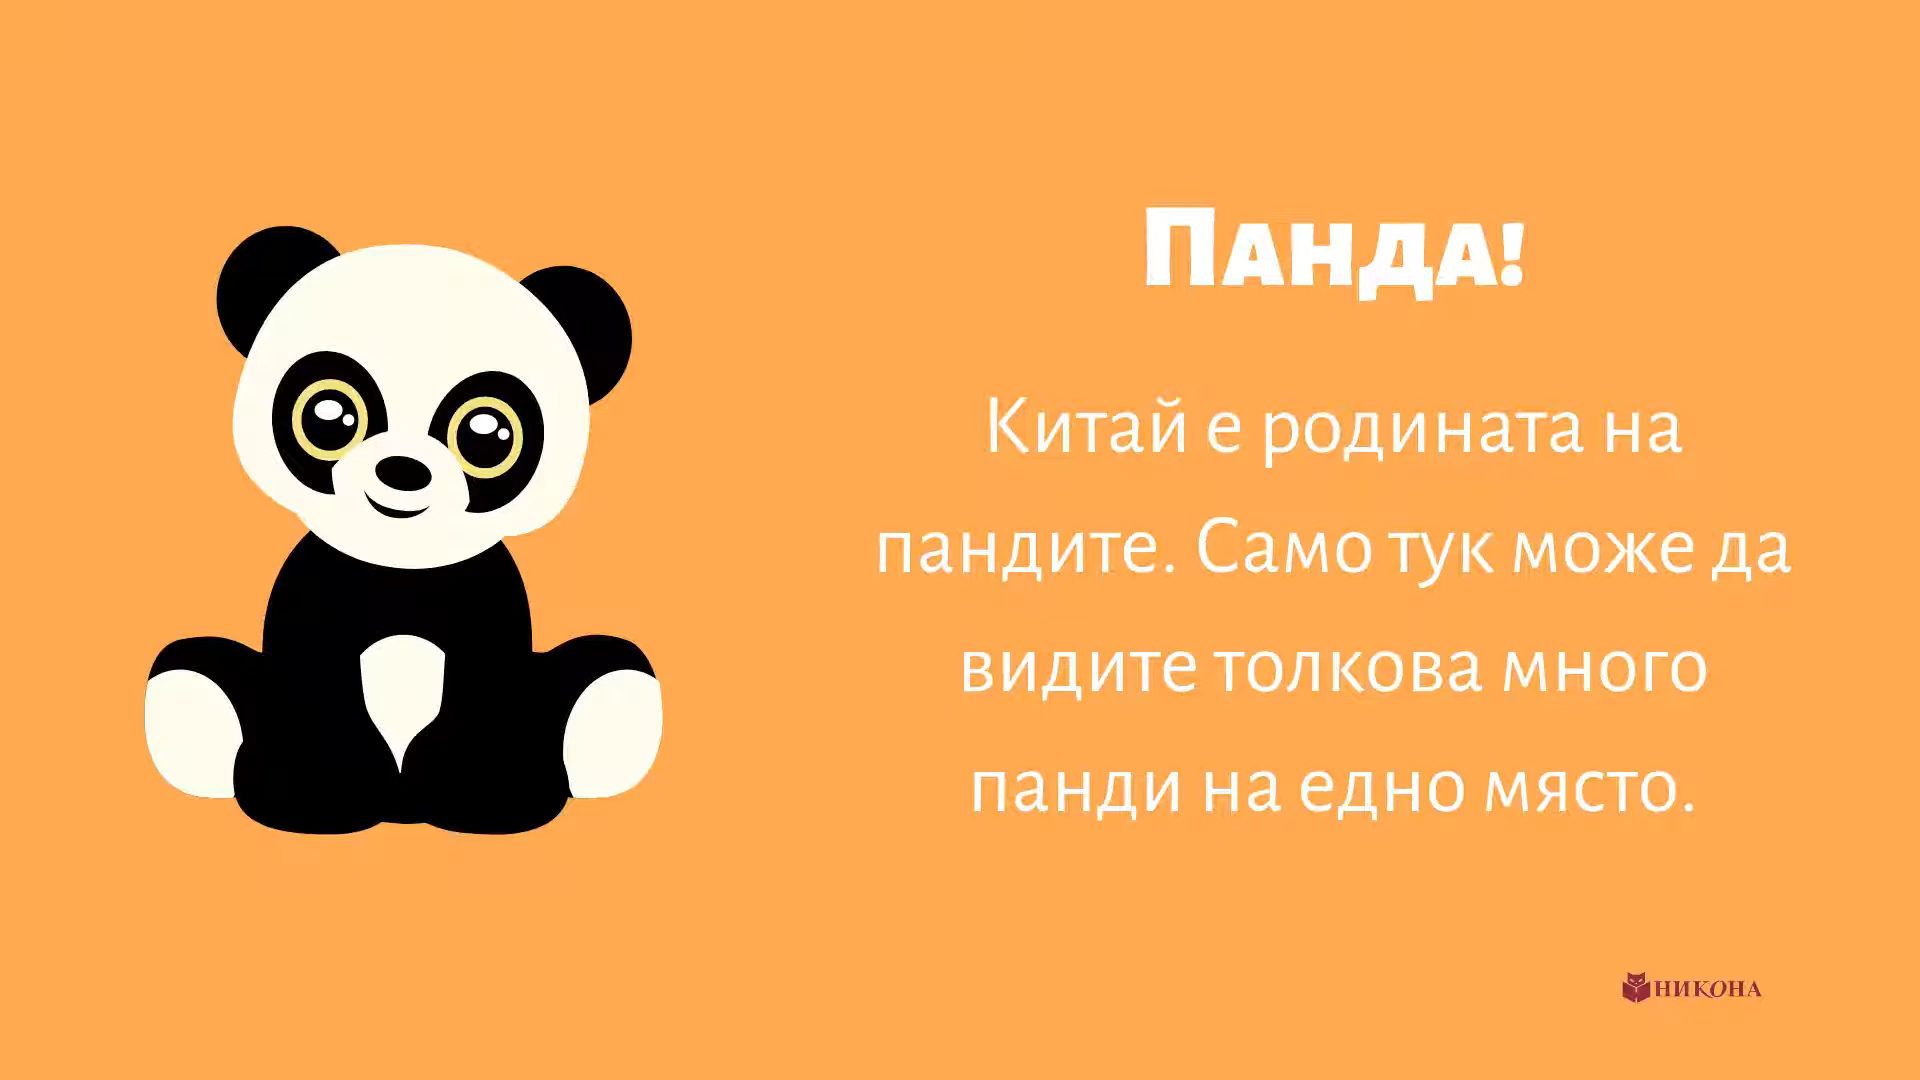 Панда!
Китай е родината на
пандите. Само тук може да
видите толкова много
панди на едно място.
НИКОНА